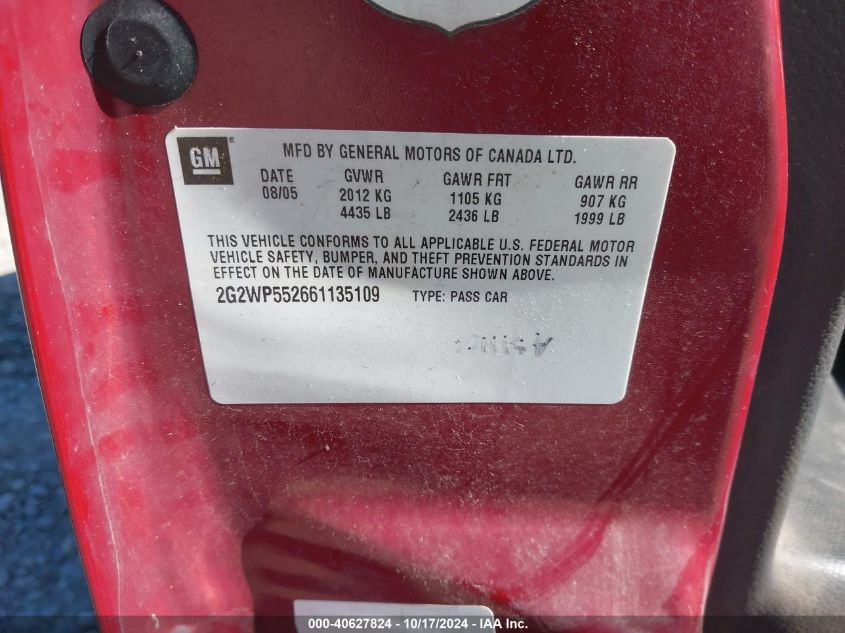 GM
MFD BY GENERAL MOTORS OF CANADA LTD.
DATE GVWR GAWR FRT GAWR RR
08/05 2012 KG 1105 KG 907 KG
4435 LB 2436 LB 1999 LB
THIS VEHICLE CONFORMS TO ALL APPLICABLE U.S. FEDERAL MOTOR
VEHICLE SAFETY, BUMPER, AND THEFT PREVENTION STANDARDS IN
EFFECT ON THE DATE OF MANUFACTURE SHOWN ABOVE.
2G2WP552661135109 TYPE: PASS CAR
000-40627824 - 10/17/2024 - IAA Inc.